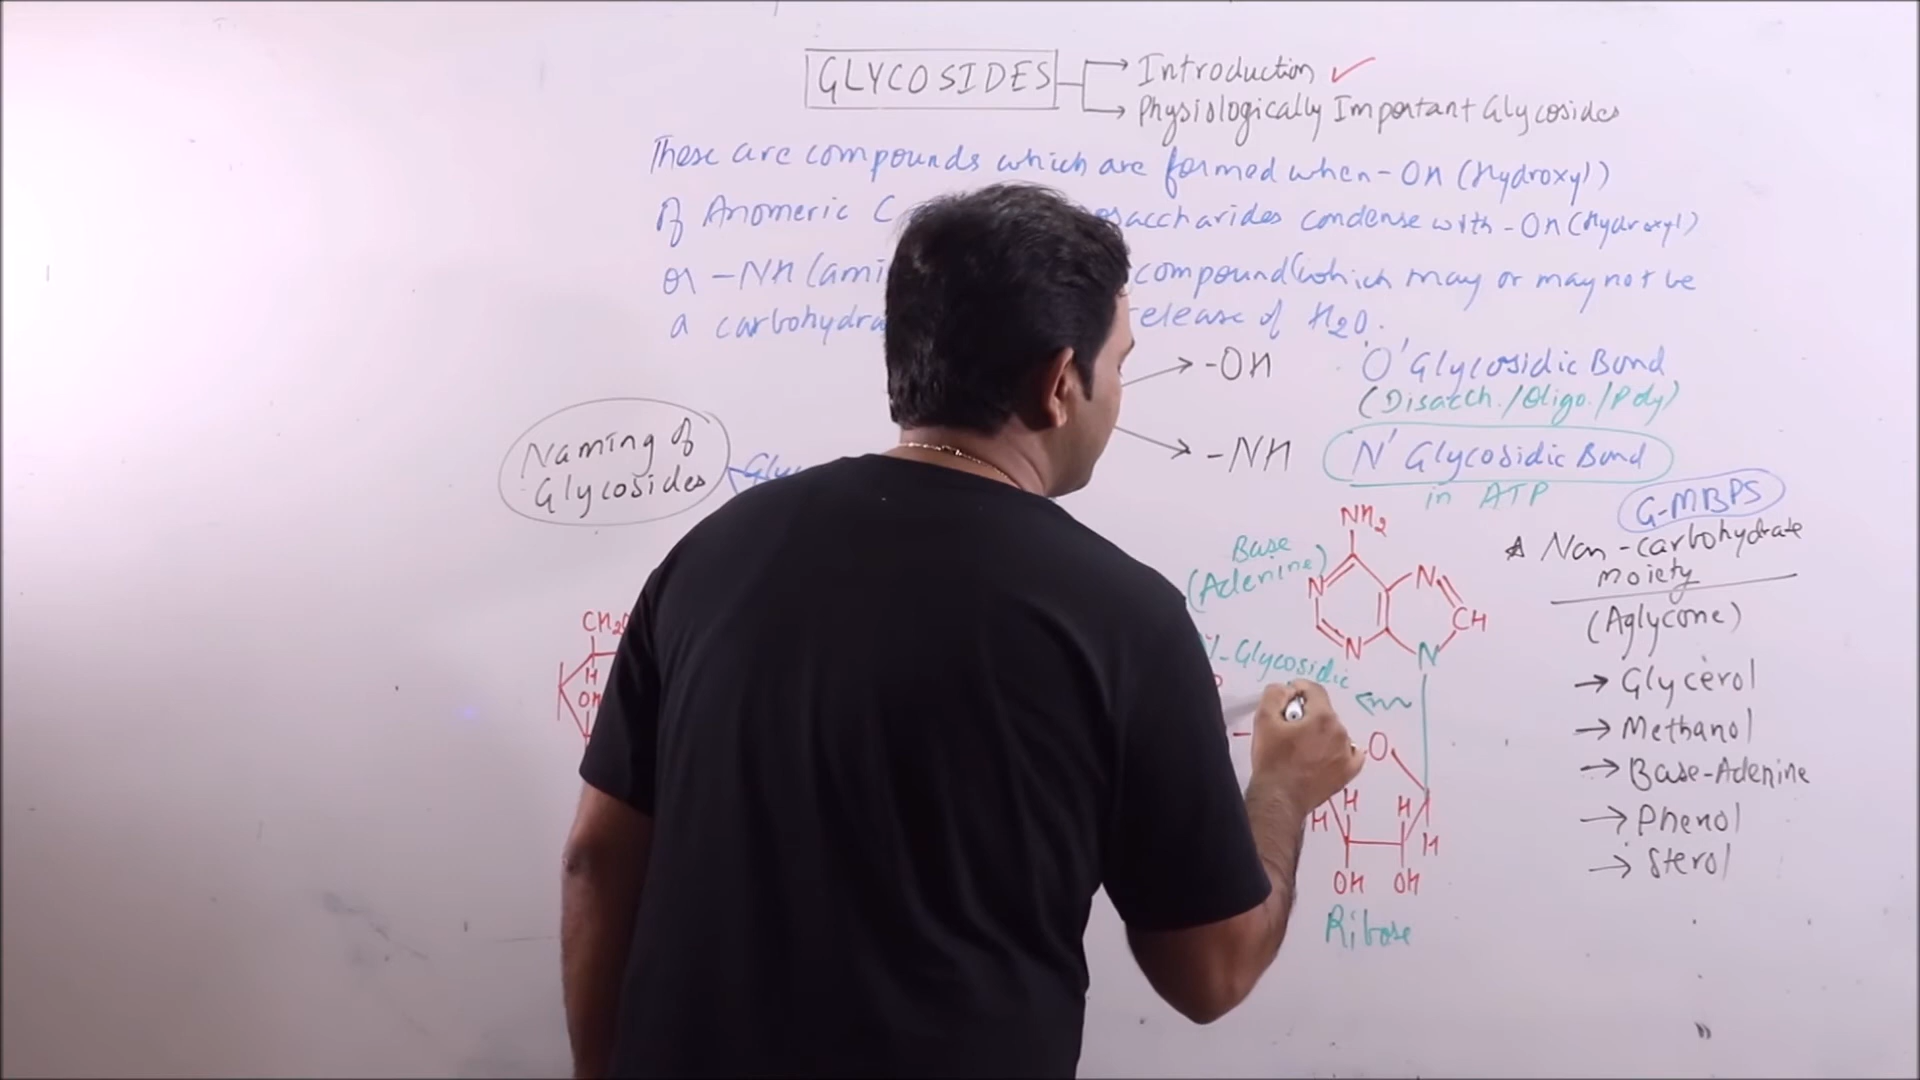 GLYCOSIDES
Introduction ✓
Physiologically Important Glycosides
These are compounds which are formed when -OH (Hydroxyl)
of Anomeric C saccharides condense with -OH (Hydroxyl)
or -NH (ami compound (which may or may not be
a carbohydra release of H2O.
-OH 'O' Glycosidic Bond
(Disacch./Oligo./Poly)
-NH N' Glycosidic Bond
in ATP
Naming of
Glycosides
Gly
G-MBPS
* Non-carbohydrate
moiety
(Aglycone)
→ Glycerol
→ Methanol
→ Base-Adenine
→ Phenol
→ Sterol
NH2
Base
(Adenine)
N N
CH
N N
-Glycosidic
O
H H
H H
OH OH
Ribose
CH2
H
OH